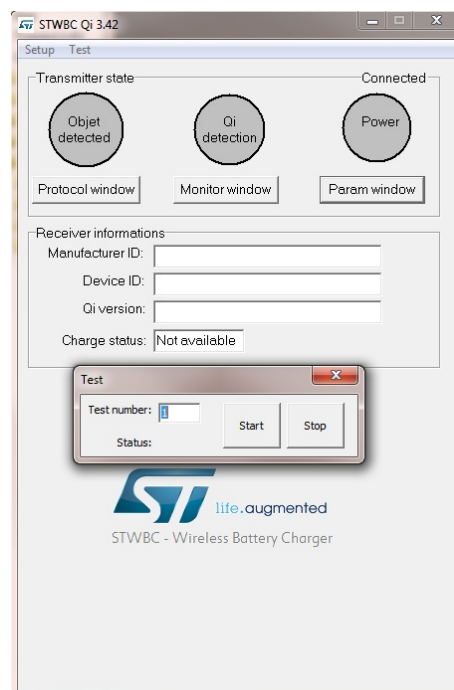 STWBC Qi 3.42
Setup Test
Transmitter state Connected
Objet detected
Qi detection
Power
Protocol window Monitor window Param window
Receiver informations
Manufacturer ID:
Device ID:
Qi version:
Charge status: Not available
Test
Test number: 1
Start Stop
Status:
ST life.augmented
STWBC - Wireless Battery Charger